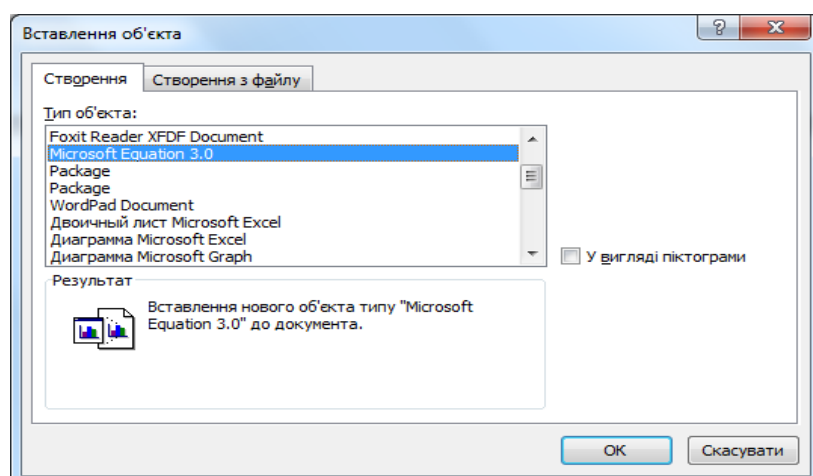 Вставлення об'єкта
Створення
Створення з файлу
Тип об'єкта:
Foxit Reader XFDF Document
Microsoft Equation 3.0
Package
Package
WordPad Document
Двоичный лист Microsoft Excel
Диаграмма Microsoft Excel
Диаграмма Microsoft Graph
У вигляді піктограми
Результат
Вставлення нового об'єкта типу "Microsoft
Equation 3.0" до документа.
ОК
Скасувати